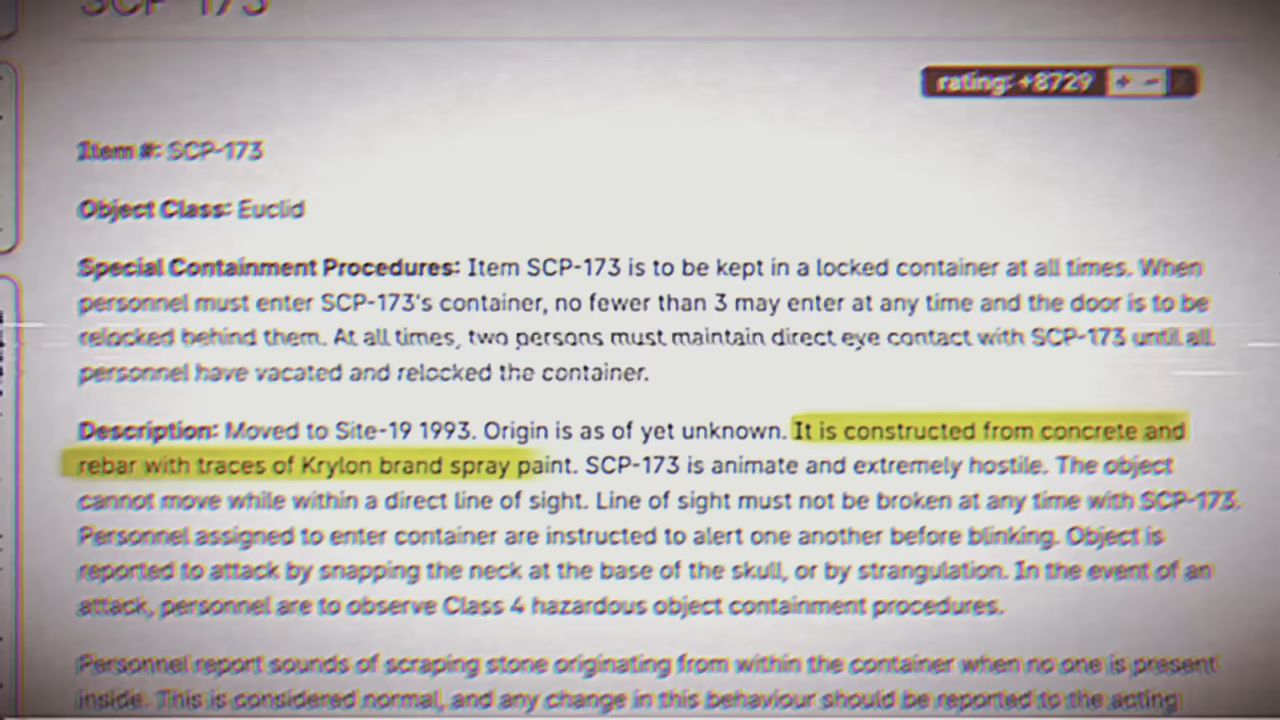 SCP-173
rating: +8729 + -
Item #: SCP-173
Object Class: Euclid
Special Containment Procedures: Item SCP-173 is to be kept in a locked container at all times. When
personnel must enter SCP-173's container, no fewer than 3 may enter at any time and the door is to be
relocked behind them. At all times, two persons must maintain direct eye contact with SCP-173 until all
personnel have vacated and relocked the container.
Description: Moved to Site-19 1993. Origin is as of yet unknown. It is constructed from concrete and
rebar with traces of Krylon brand spray paint. SCP-173 is animate and extremely hostile. The object
cannot move while within a direct line of sight. Line of sight must not be broken at any time with SCP-173.
Personnel assigned to enter container are instructed to alert one another before blinking. Object is
reported to attack by snapping the neck at the base of the skull, or by strangulation. In the event of an
attack, personnel are to observe Class 4 hazardous object containment procedures.
Personnel report sounds of scraping stone originating from within the container when no one is present
inside. This is considered normal, and any change in this behaviour should be reported to the acting